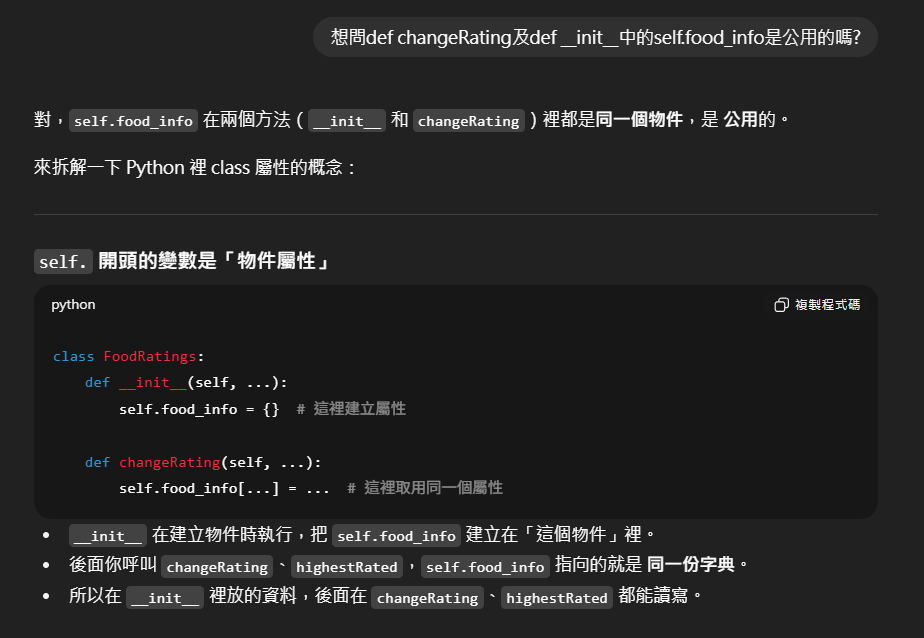 想問def changeRating及def __init__中的self.food_info是公用的嗎?
對，self.food_info 在兩個方法 ( __init__ 和 changeRating ) 裡都是同一個物件，是 公用的。
來拆解一下 Python 裡 class 屬性的概念：
self. 開頭的變數是「物件屬性」
python 複製程式碼
class FoodRatings:
    def __init__(self, ...):
        self.food_info = {}  # 這裡建立屬性
    def changeRating(self, ...):
        self.food_info[...] = ...  # 這裡取用同一個屬性
• __init__ 在建立物件時執行，把 self.food_info 建立在「這個物件」裡。
• 後面你呼叫 changeRating、highestRated，self.food_info 指向的就是 同一份字典。
• 所以在 __init__ 裡放的資料，後面在 changeRating、highestRated 都能讀寫。